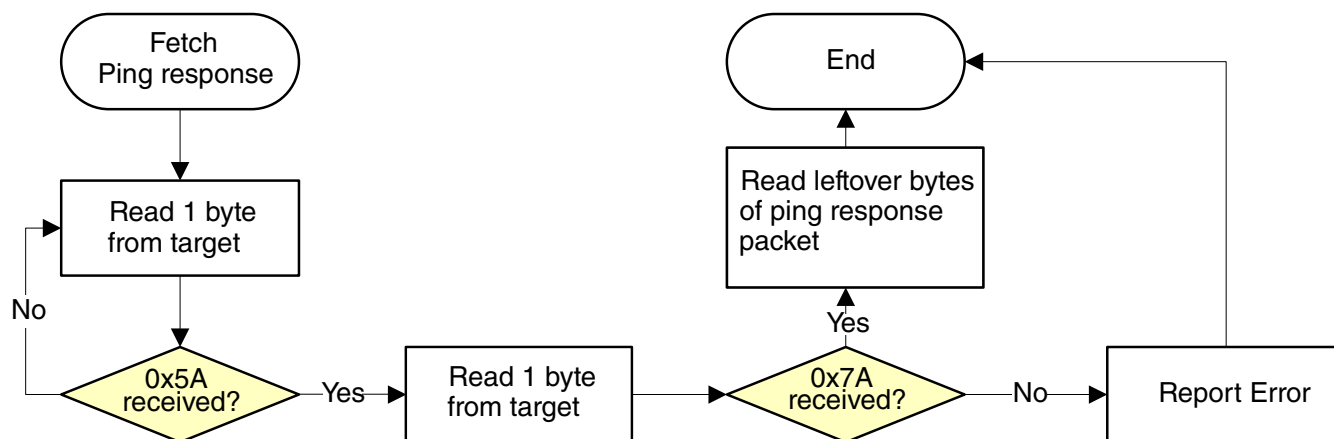 Fetch
Ping response
Read 1 byte
from target
No
0x5A
received?
Yes
Read 1 byte
from target
0x7A
received?
Yes
Read leftover bytes
of ping response
packet
End
No
Report Error